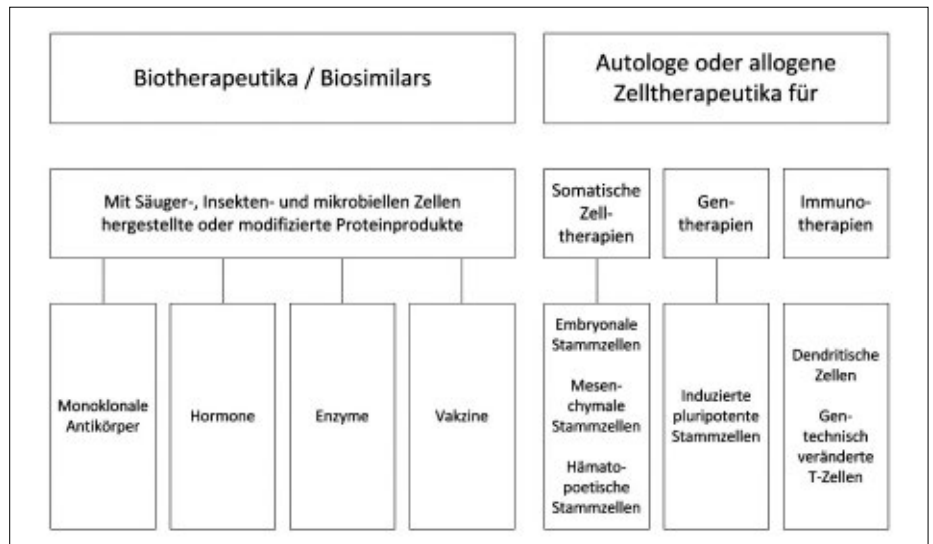 Biotherapeutika / Biosimilars
Autologe oder allogene
Zelltherapeutika für
Mit Säuger-, Insekten- und mikrobiellen Zellen
hergestellte oder modifizierte Proteinprodukte
Somatische
Zell-
therapien
Gen-
therapien
Immuno-
therapien
Monoklonale
Antikörper
Hormone
Enzyme
Vakzine
Embryonale
Stammzellen
Mesen-
chymale
Stammzellen
Hämato-
poetische
Stammzellen
Induzierte
pluripotente
Stammzellen
Dendritische
Zellen
Gen-
technisch
veränderte
T-Zellen